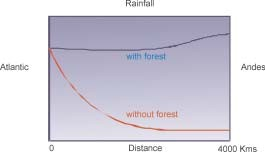 Rainfall
with forest
Atlantic
Andes
without forest
0
Distance
4000 Kms